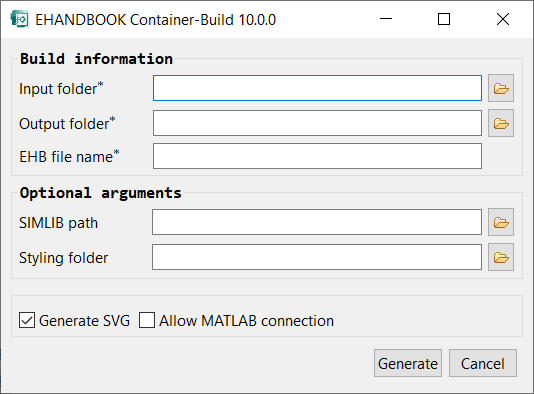 EHANDBOOK Container-Build 10.0.0
Build information
Input folder*
Output folder*
EHB file name*
Optional arguments
SIMLIB path
Styling folder
Generate SVG Allow MATLAB connection
Generate Cancel